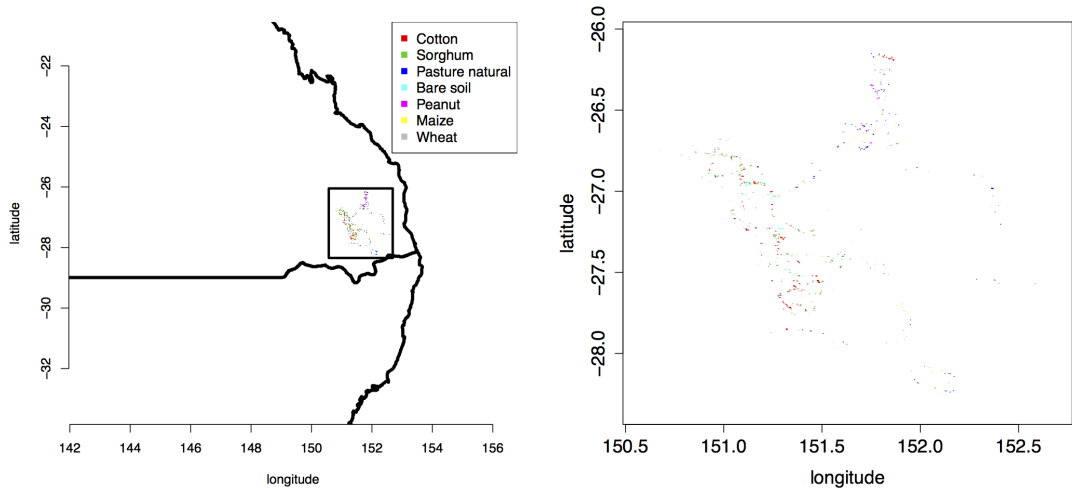 Cotton
Sorghum
Pasture natural
Bare soil
Peanut
Maize
Wheat
latitude
−22
−24
−26
−28
−30
−32
142 144 146 148 150 152 154 156
longitude
latitude
−26.0
−26.5
−27.0
−27.5
−28.0
150.5 151.0 151.5 152.0 152.5
longitude